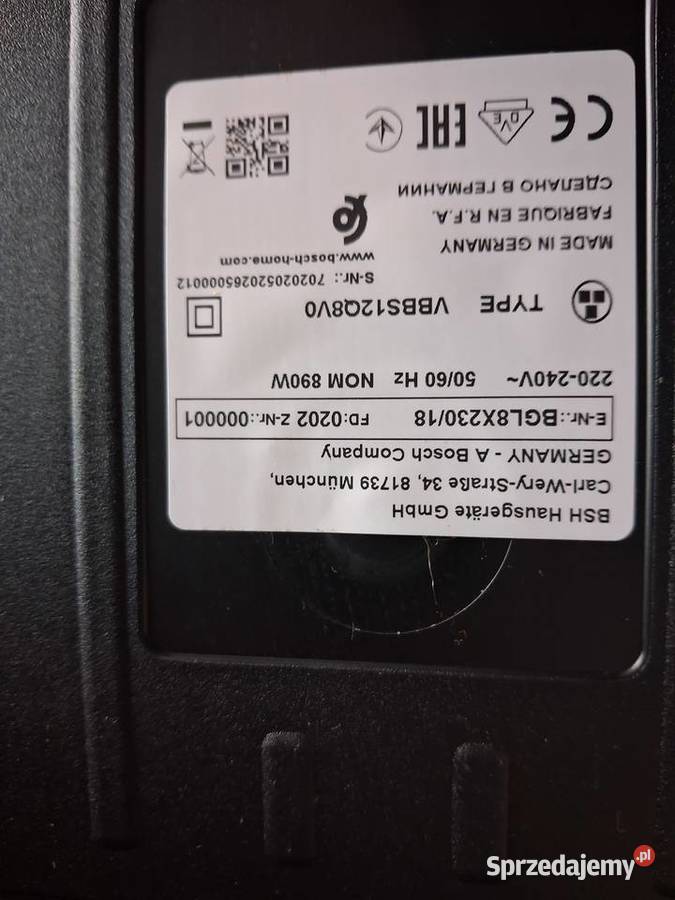 BSH Hausgeräte GmbH
Carl-Wery-Straße 34, 81739 München,
GERMANY - A Bosch Company
E-Nr.: BGL8X230/18 FD:0202 Z-Nr.:000001
220-240V~ 50/60 Hz NOM 890W
TYPE VBBS12Q8V0
S-Nr.: 702020520265000012
www.bosch-home.com
MADE IN GERMANY
FABRIQUE EN R.F.A.
СДЕЛАНО В ГЕРМАНИИ
CE
DVE
EAC
Sprzedajemy.pl